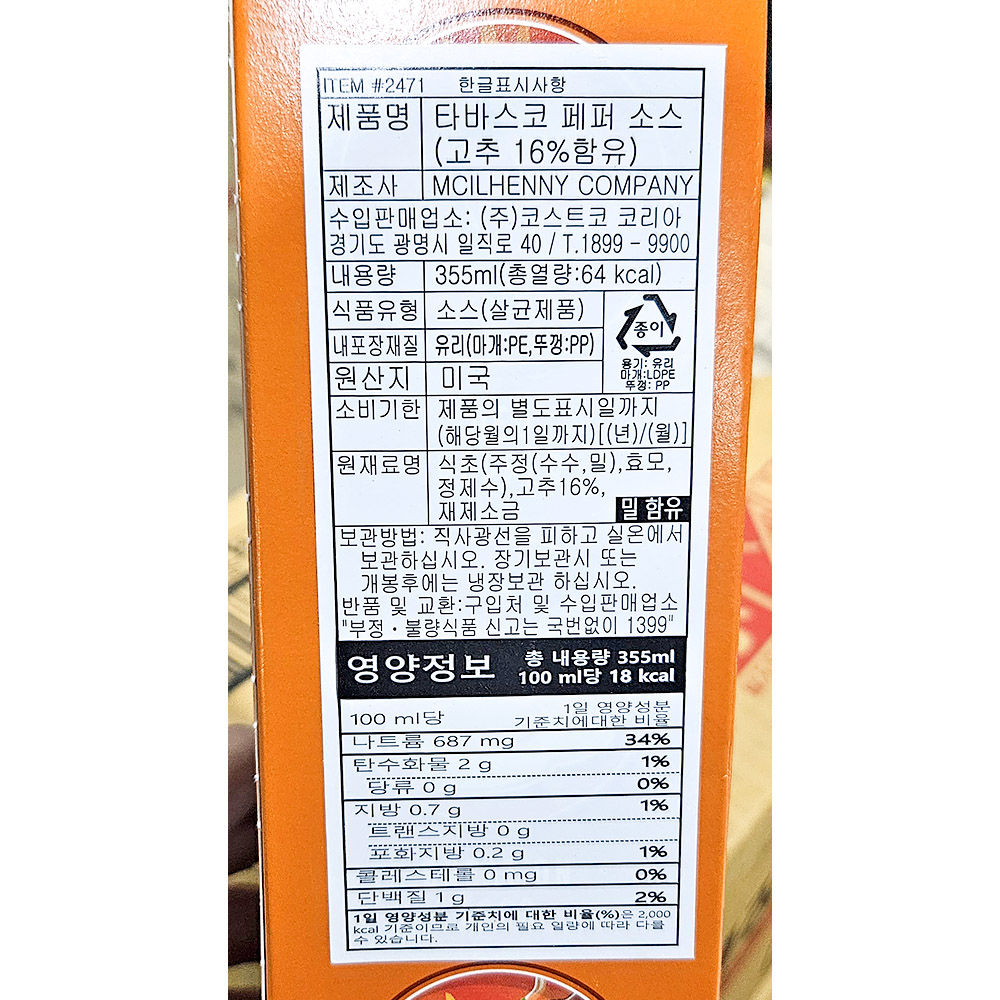 ITEM #2471 한글표시사항
제품명 타바스코 페퍼 소스
(고추 16%함유)
제조사 MCILHENNY COMPANY
수입판매업소: (주)코스트코 코리아
경기도 광명시 일직로 40 / T.1899 - 9900
내용량 355ml(총열량:64 kcal)
식품유형 소스(살균제품)
종이
내포장재질 유리(마개:PE,뚜껑:PP)
용기: 유리
마개:LDPE
뚜껑: PP
원산지 미국
소비기한 제품의 별도표시일까지
(해당월의1일까지)[(년)/(월)]
원재료명 식초(주정(수수,밀),효모,
정제수),고추16%,
재제소금 밀 함유
보관방법: 직사광선을 피하고 실온에서
보관하십시오. 장기보관시 또는
개봉후에는 냉장보관 하십시오.
반품 및 교환:구입처 및 수입판매업소
"부정·불량식품 신고는 국번없이 1399"
영양정보 총 내용량 355ml
100 ml당 18 kcal
100 ml당 1일 영양성분
기준치에대한 비율
나트륨 687 mg 34%
탄수화물 2 g 1%
당류 0 g 0%
지방 0.7 g 1%
트랜스지방 0 g
포화지방 0.2 g 1%
콜레스테롤 0 mg 0%
단백질 1 g 2%
1일 영양성분 기준치에 대한 비율(%)은 2,000
kcal 기준이므로 개인의 필요 열량에 따라 다를
수 있습니다.